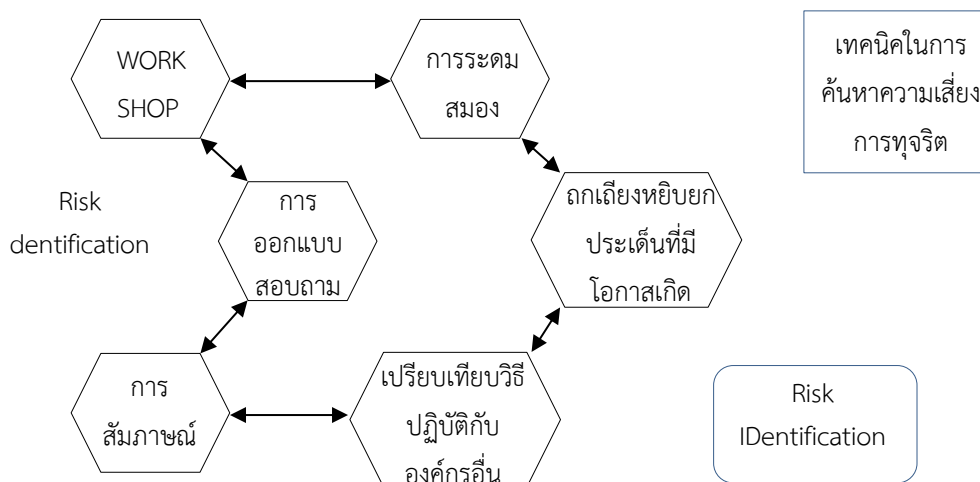 WORK
SHOP
การระดม
สมอง
เทคนิคในการ
ค้นหาความเสี่ยง
การทุจริต
Risk
dentification
การ
ออกแบบ
สอบถาม
ถกเถียงหยิบยก
ประเด็นที่มี
โอกาสเกิด
การ
สัมภาษณ์
เปรียบเทียบวิธี
ปฏิบัติกับ
องค์กรอื่น
Risk
IDentification